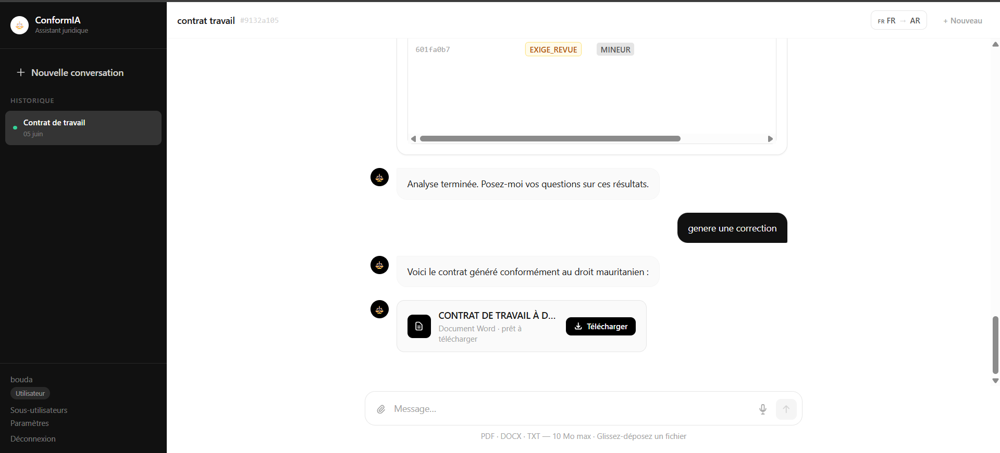 ConformIA
Assistant juridique
Nouvelle conversation
HISTORIQUE
Contrat de travail
05 juin
bouda
Utilisateur
Sous-utilisateurs
Paramètres
Déconnexion
contrat travail #9132a105
FR FR → AR
+ Nouveau
601fa0b7 EXIGE_REVUE MINEUR
Analyse terminée. Posez-moi vos questions sur ces résultats.
genere une correction
Voici le contrat généré conformément au droit mauritanien :
CONTRAT DE TRAVAIL À D...
Document Word · prêt à
télécharger
Télécharger
Message...
PDF · DOCX · TXT — 10 Mo max · Glissez-déposez un fichier